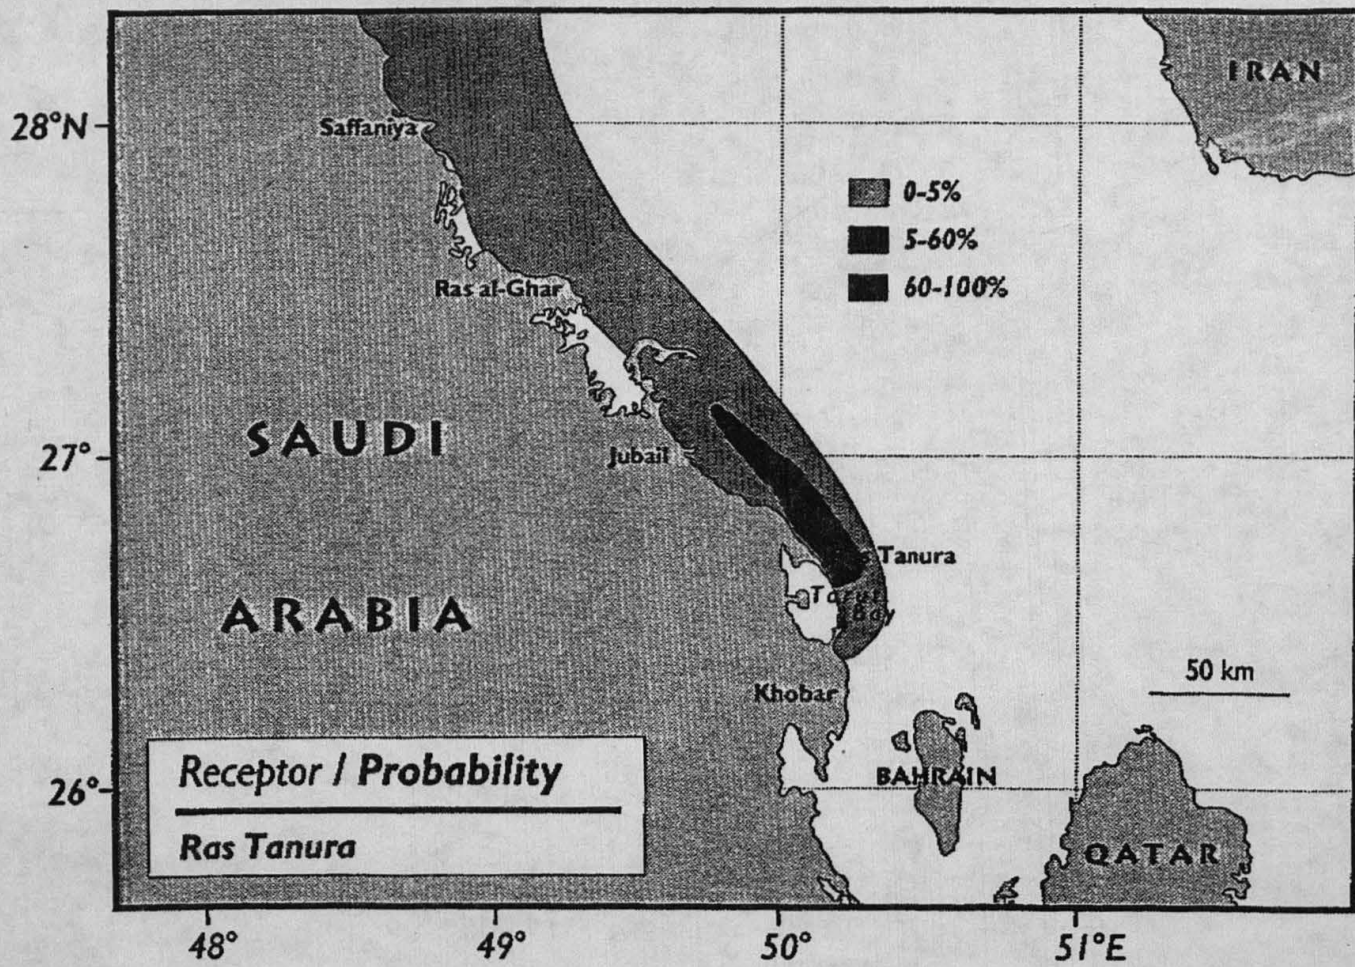 IRAN
28°N
Saffaniya
0-5%
5-60%
60-100%
Ras al-Ghar
SAUDI
27°
Jubail
Tanura
ARABIA
Tarut
Bay
50 km
Khobar
Receptor / Probability
BAHRAIN
26°
Ras Tanura
QATAR
48°
49°
50°
51°E